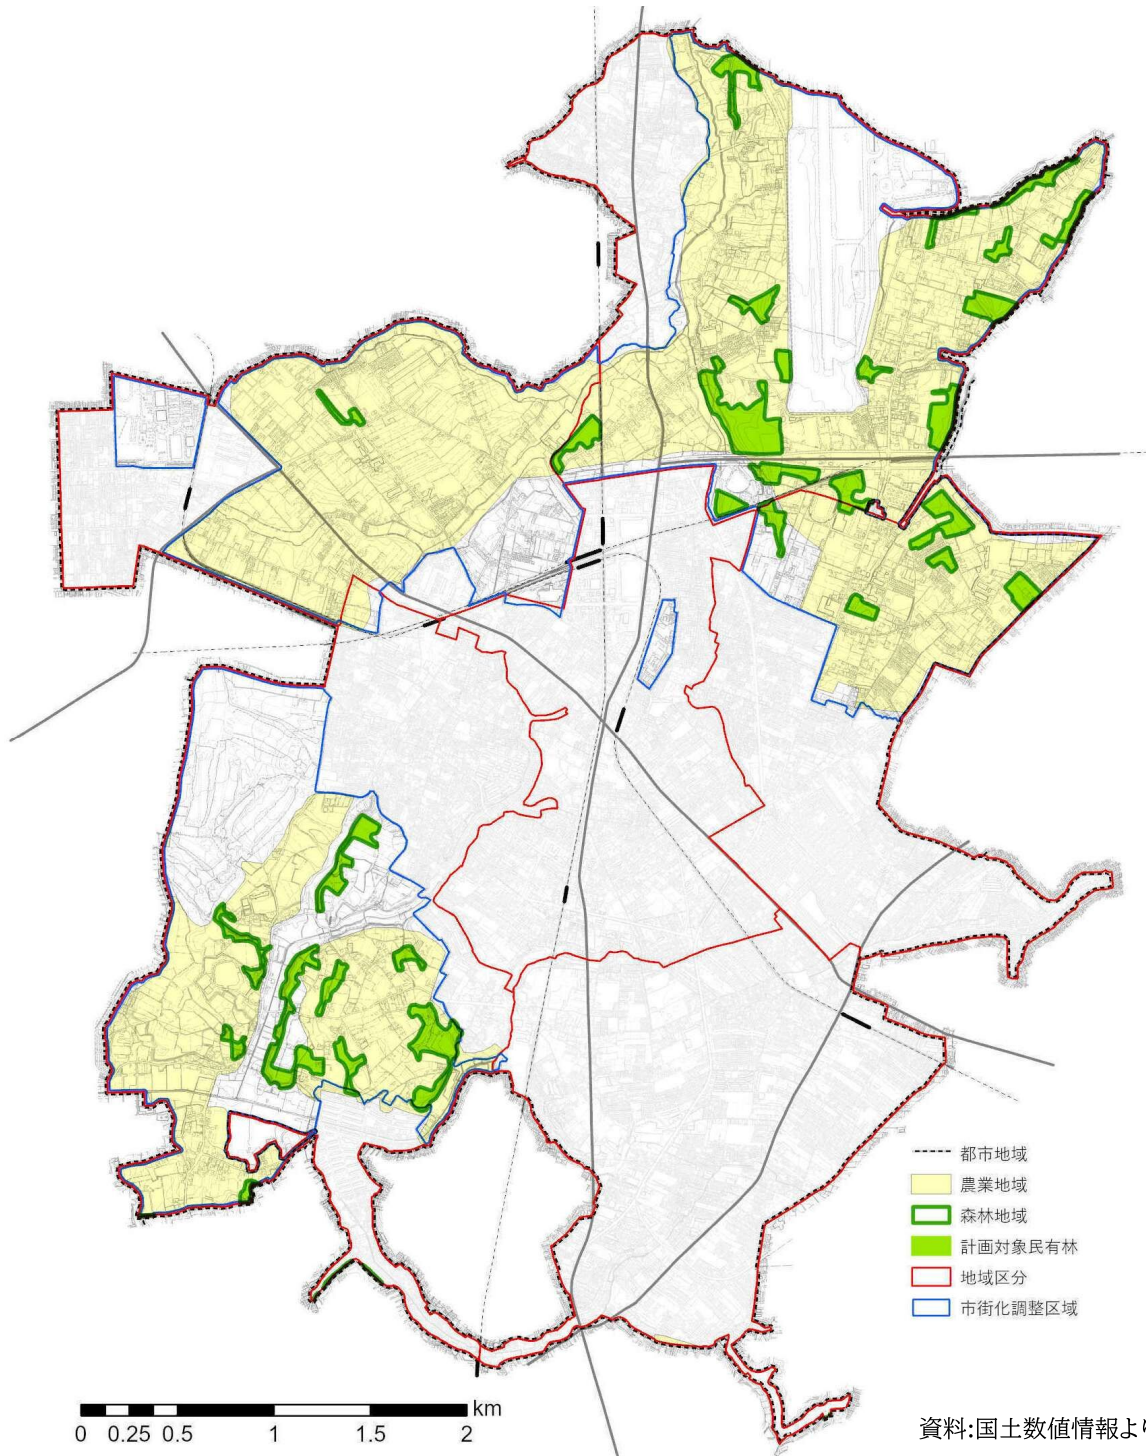 都市地域
農業地域
森林地域
計画対象民有林
地域区分
市街化調整区域
km
0 0.25 0.5 1 1.5 2
資料:国土数値情報よ